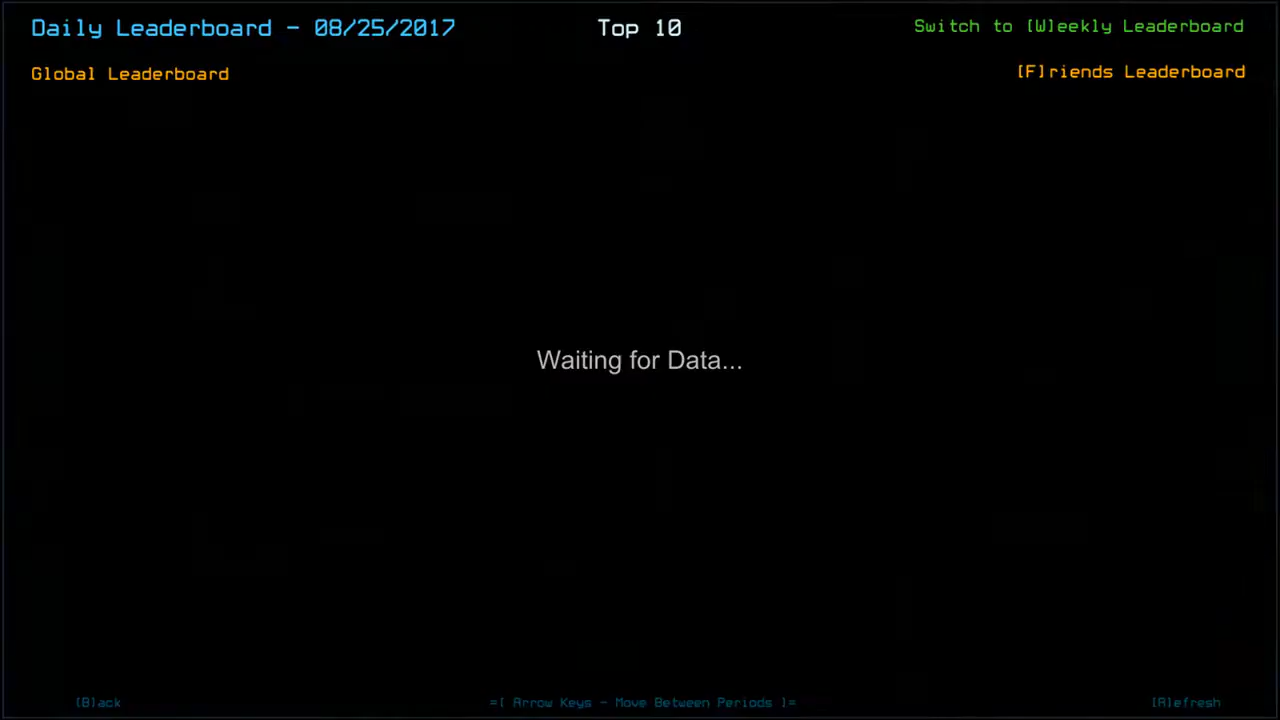 Daily Leaderboard - 08/25/2017 Top 10 Switch to [W]eekly Leaderboard
Global Leaderboard [F]riends Leaderboard
Waiting for Data...
[B]ack =[ Arrow Keys - Move Between Periods ]= [R]efresh